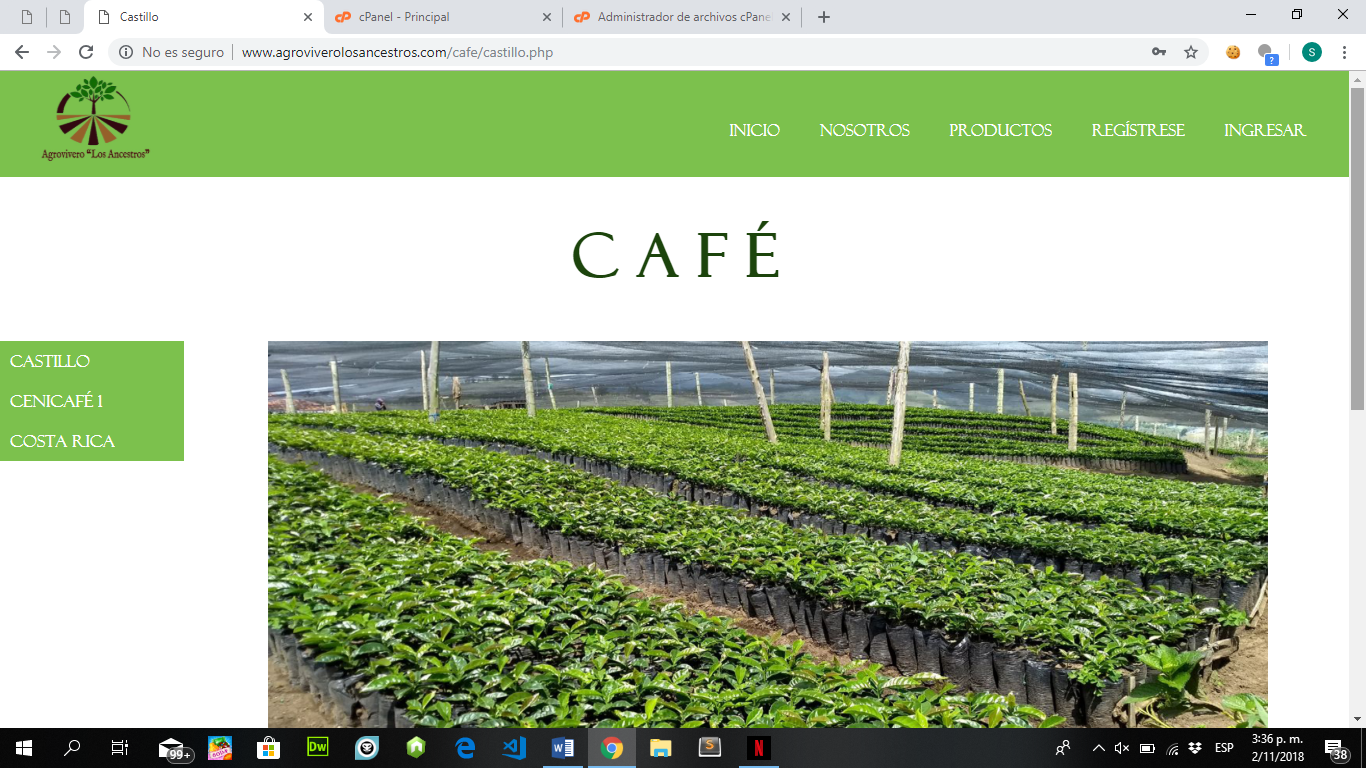 Castillo
cPanel - Principal
Administrador de archivos cPane
No es seguro
www.agroviverolosancestros.com/cafe/castillo.php
S
?
Agrovivero "Los Ancestros"
INICIO
NOSOTROS
PRODUCTOS
REGÍSTRESE
INGRESAR
CAFÉ
CASTILLO
CENICAFÉ 1
COSTA RICA
99+
Dw
W
S
N
ESP
3:36 p. m.
2/11/2018
38